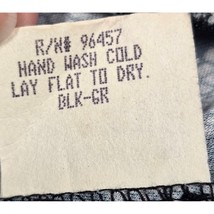 R/N# 96457
HAND WASH COLD
LAY FLAT TO DRY.
BLK-GR